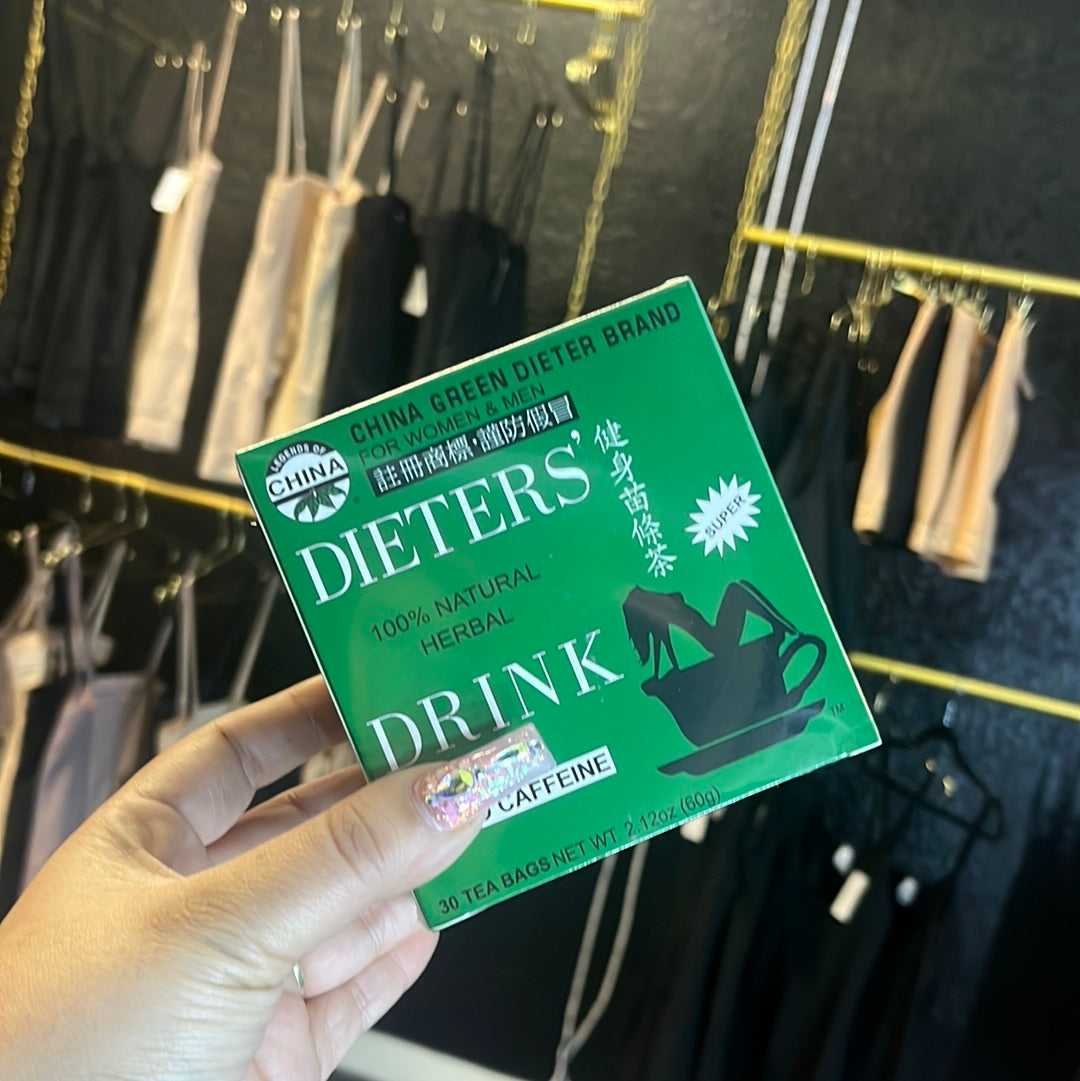 CHINA GREEN DIETER BRAND
FOR WOMEN & MEN
註冊商標·謹防假冒
LEGENDS OF
CHINA
®
DIETERS'
健身苗條茶
SUPER
100% NATURAL
HERBAL
DRINK
CAFFEINE
TM
30 TEA BAGS NET WT. 2.12oz (60g)